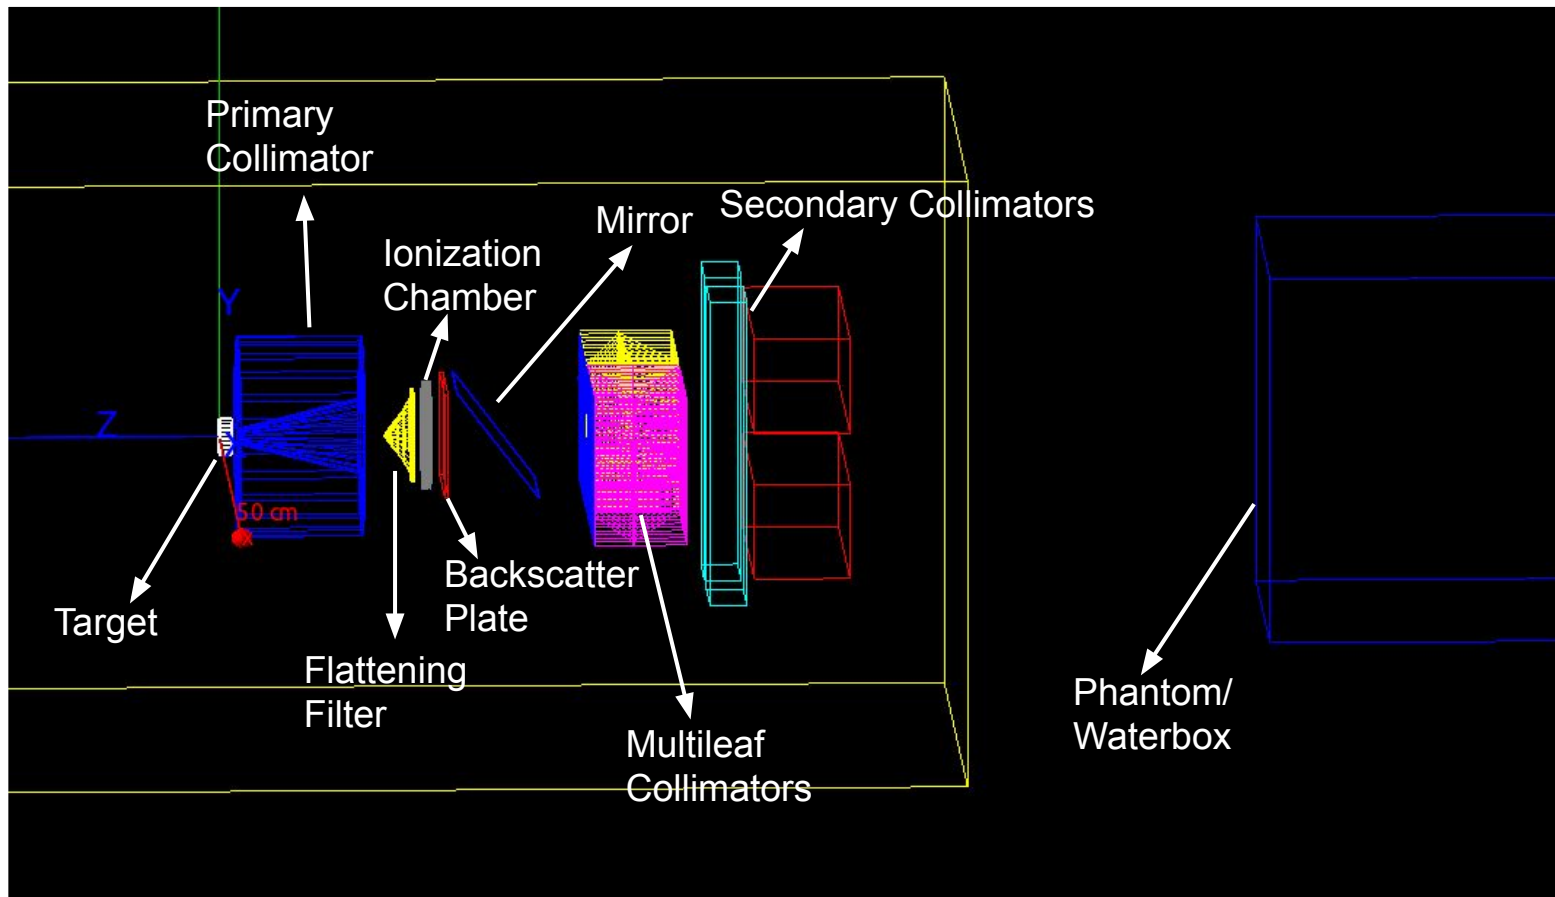 Primary
Collimator
Secondary Collimators
Mirror
Ionization
Chamber
Y
Z
50 cm
X
Backscatter
Plate
Target
Flattening
Filter
Phantom/
Waterbox
Multileaf
Collimators